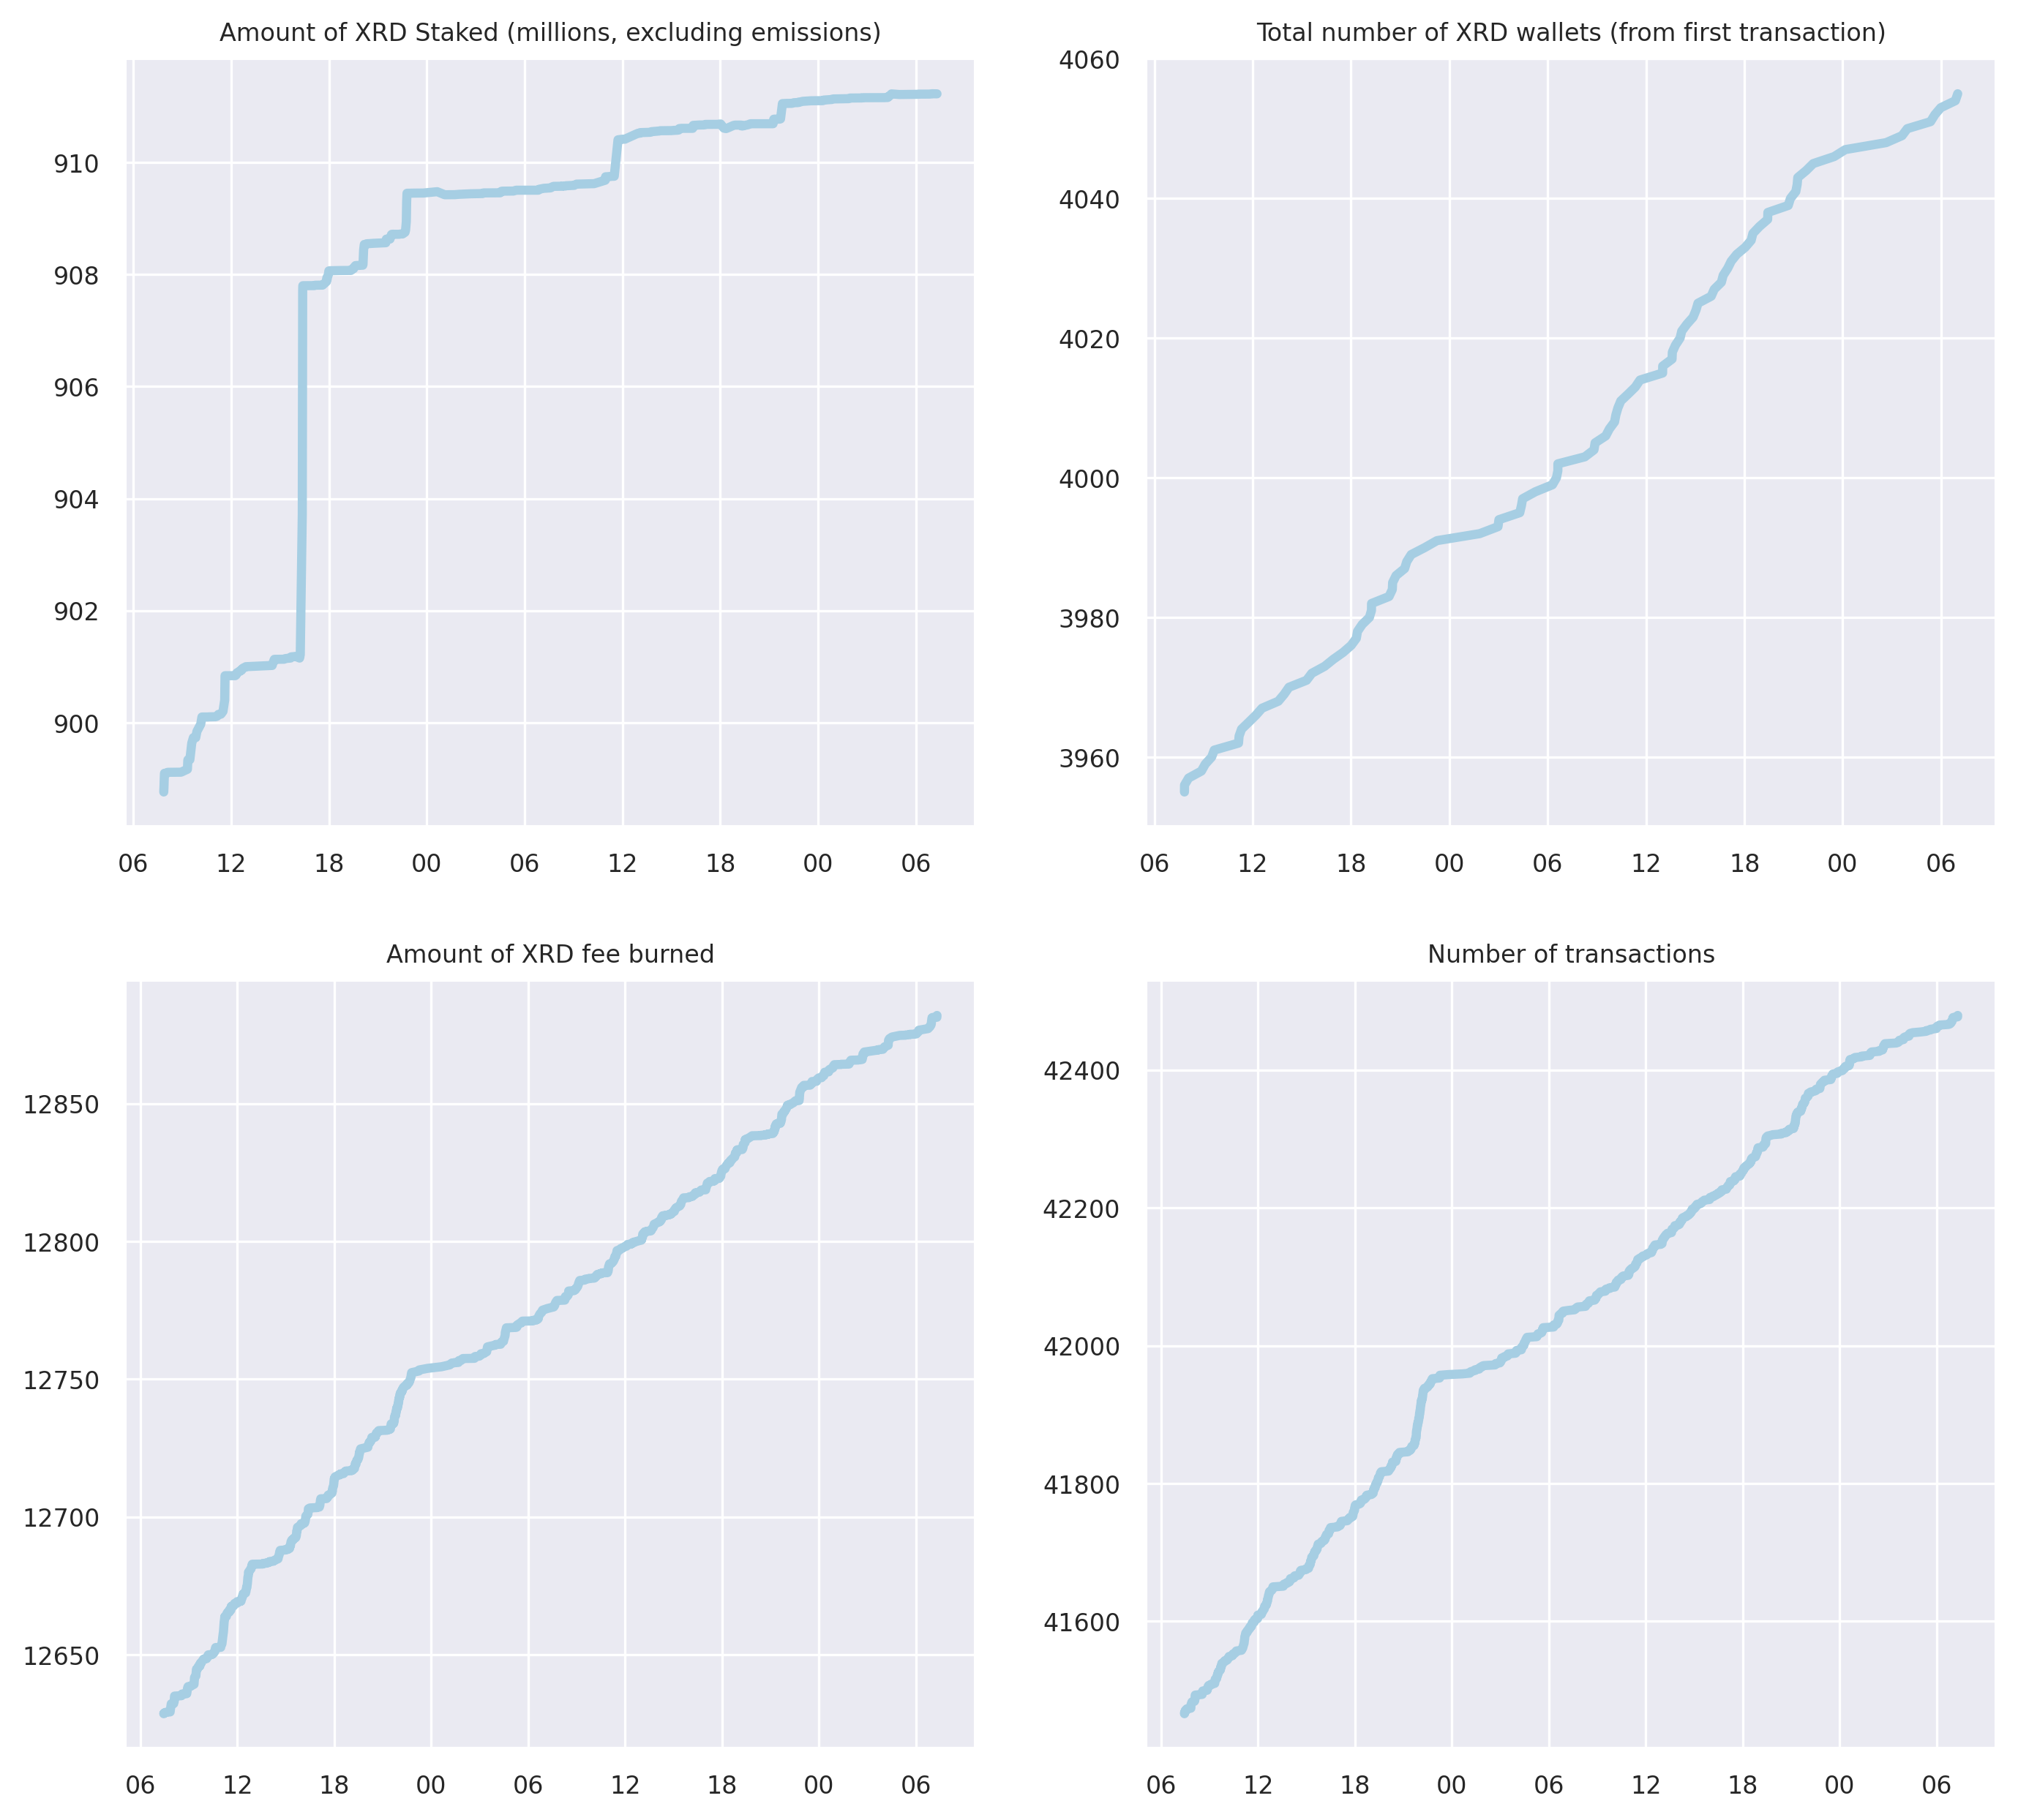 Amount of XRD Staked (millions, excluding emissions)
910
908
906
904
902
900
06 12 18 00 06 12 18 00 06
Total number of XRD wallets (from first transaction)
4060
4040
4020
4000
3980
3960
06 12 18 00 06 12 18 00 06
Amount of XRD fee burned
12850
12800
12750
12700
12650
06 12 18 00 06 12 18 00 06
Number of transactions
42400
42200
42000
41800
41600
06 12 18 00 06 12 18 00 06